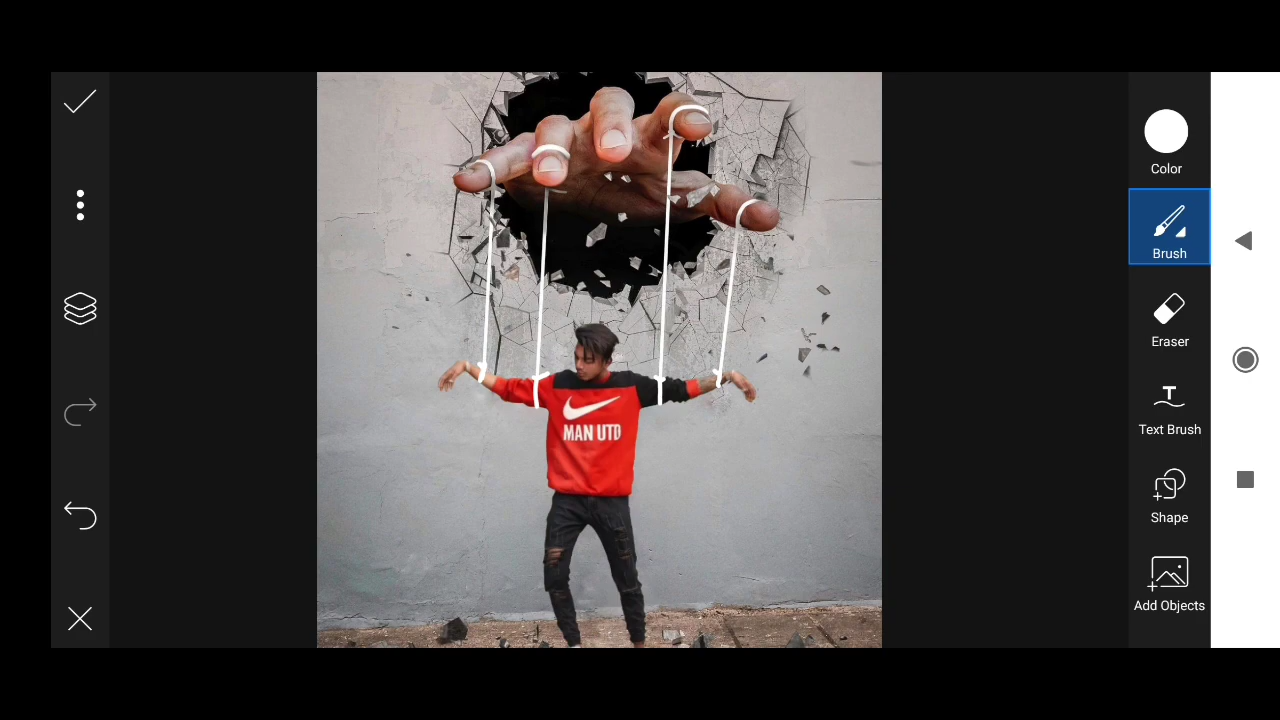 Color
Brush
Eraser
Text Brush
Shape
Add Objects
MAN UTD